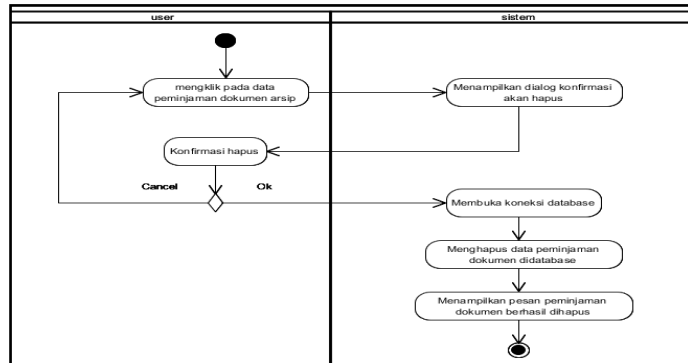 user
sistem
mengklik pada data
peminjaman dokumen arsip
Menampilkan dialog konfirmasi
akan hapus
Konfirmasi hapus
Cancel
Ok
Membuka koneksi database
Menghapus data peminjaman
dokumen didatabase
Menampilkan pesan peminjaman
dokumen berhasil dihapus